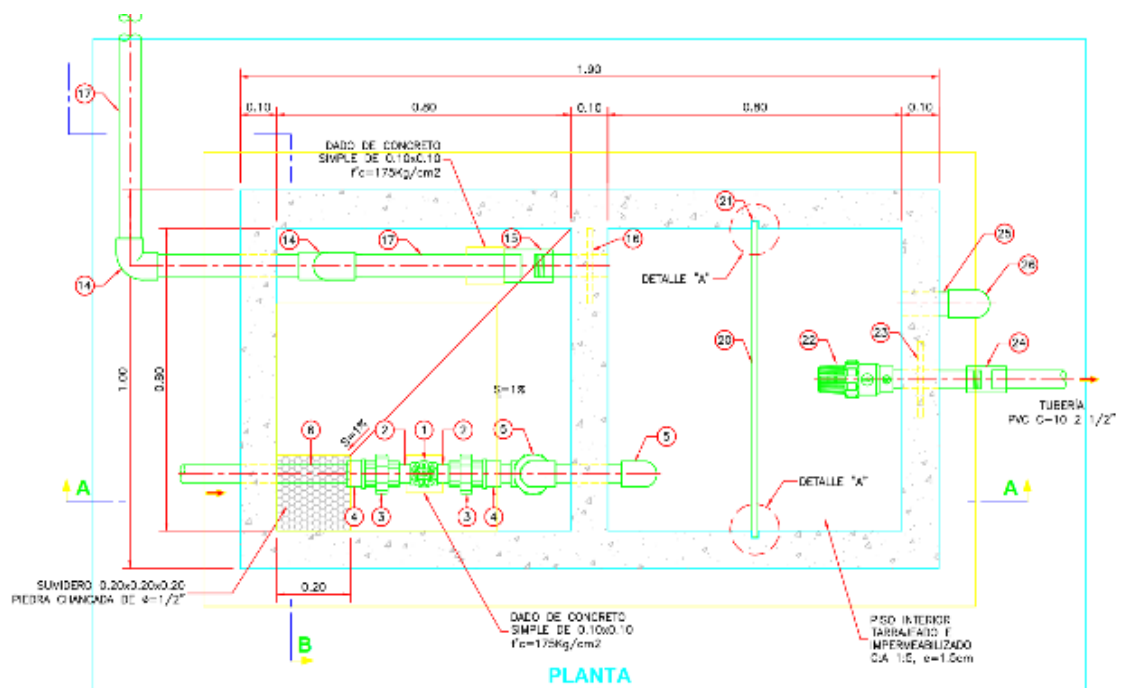 1.90
0.10
0.80
0.10
0.80
0.10
17
DADO DE CONCRETO
SIMPLE DE 0.10x0.10
f'c=175Kg/cm2
21
14
17
15
16
25
26
14
DETALLE "A"
20
22
23
24
1.00
0.80
S=1%
S=1%
TUBERÍA
PVC C-10 2 1/2"
6
2
1
2
5
5
A
A
4
3
3
4
DETALLE "A"
SUMIDERO 0.20x0.20x0.20
PIEDRA CHANCADA DE Ø=1/2"
0.20
DADO DE CONCRETO
SIMPLE DE 0.10x0.10
f'c=175Kg/cm2
PISO INTERIOR
TARRAJEADO E
IMPERMEABILIZADO
C:A 1:5, e=1.5cm
B
PLANTA